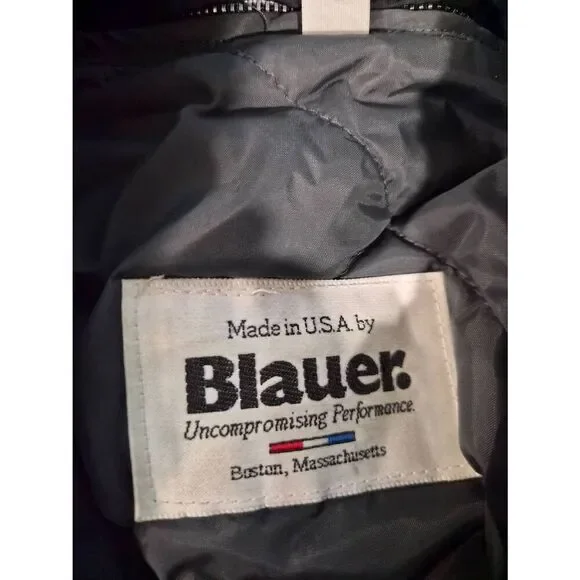 Made in U.S.A. by
Blauer.
Uncompromising Performance.
Boston, Massachusetts